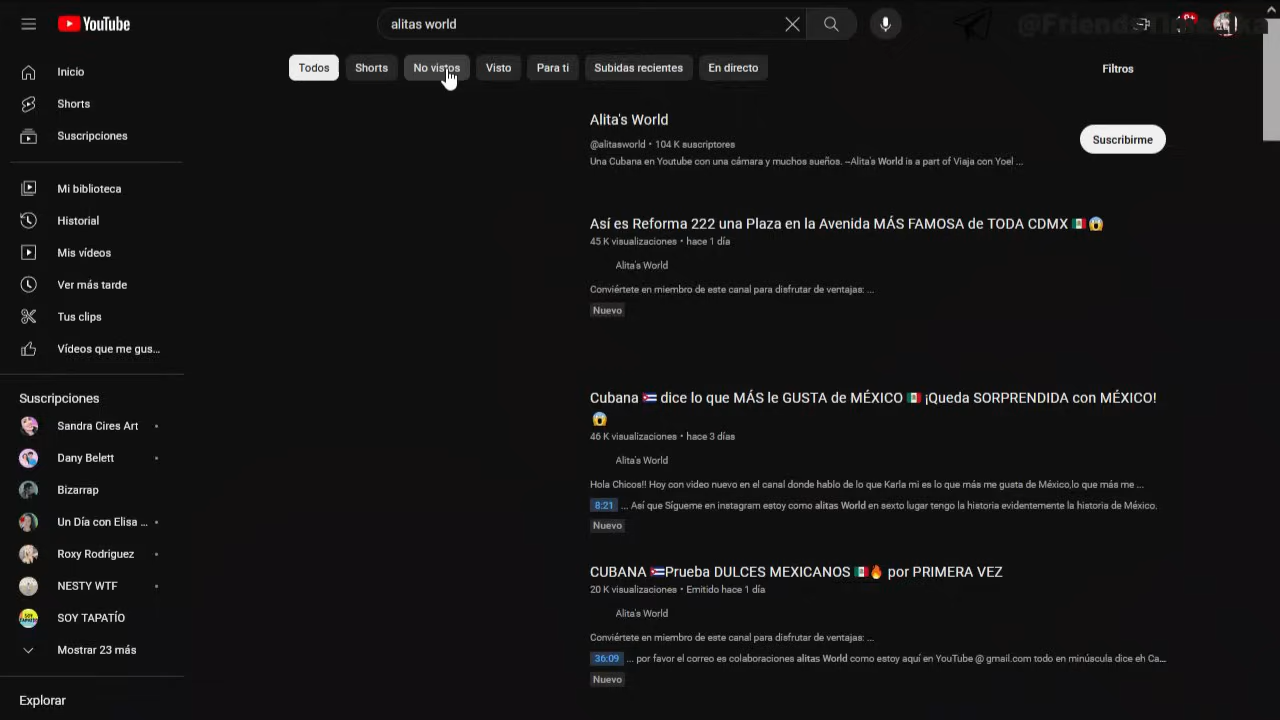 YouTube
alitas world
Todos
Shorts
No vistos
Visto
Para ti
Subidas recientes
En directo
Filtros
Inicio
Shorts
Suscripciones
Mi biblioteca
Historial
Mis vídeos
Ver más tarde
Tus clips
Vídeos que me gus...
Suscripciones
Sandra Cires Art
Dany Belett
Bizarrap
Un Día con Elisa ...
Roxy Rodriguez
NESTY WTF
SOY TAPATÍO
Mostrar 23 más
Explorar
Alita's World
@alitasworld • 104 K suscriptores
Una Cubana en Youtube con una cámara y muchos sueños. ~Alita's World is a part of Viaja con Yoel ...
Suscribirme
Así es Reforma 222 una Plaza en la Avenida MÁS FAMOSA de TODA CDMX 🇲🇽😱
45 K visualizaciones • hace 1 día
Alita's World
Conviértete en miembro de este canal para disfrutar de ventajas: ...
Nuevo
Cubana 🇨🇺 dice lo que MÁS le GUSTA de MÉXICO 🇲🇽 ¡Queda SORPRENDIDA con MÉXICO!
😱
46 K visualizaciones • hace 3 días
Alita's World
Hola Chicos!! Hoy con video nuevo en el canal donde hablo de lo que Karla mi es lo que más me gusta de México,lo que más me ...
8:21 ... Así que Sígueme en instagram estoy como alitas World en sexto lugar tengo la historia evidentemente la historia de México.
Nuevo
CUBANA 🇨🇺Prueba DULCES MEXICANOS 🇲🇽🔥 por PRIMERA VEZ
20 K visualizaciones • Emitido hace 1 día
Alita's World
Conviértete en miembro de este canal para disfrutar de ventajas: ...
36:09 ... por favor el correo es colaboraciones alitas World como estoy aquí en YouTube @ gmail.com todo en minúscula dice eh Ca...
Nuevo